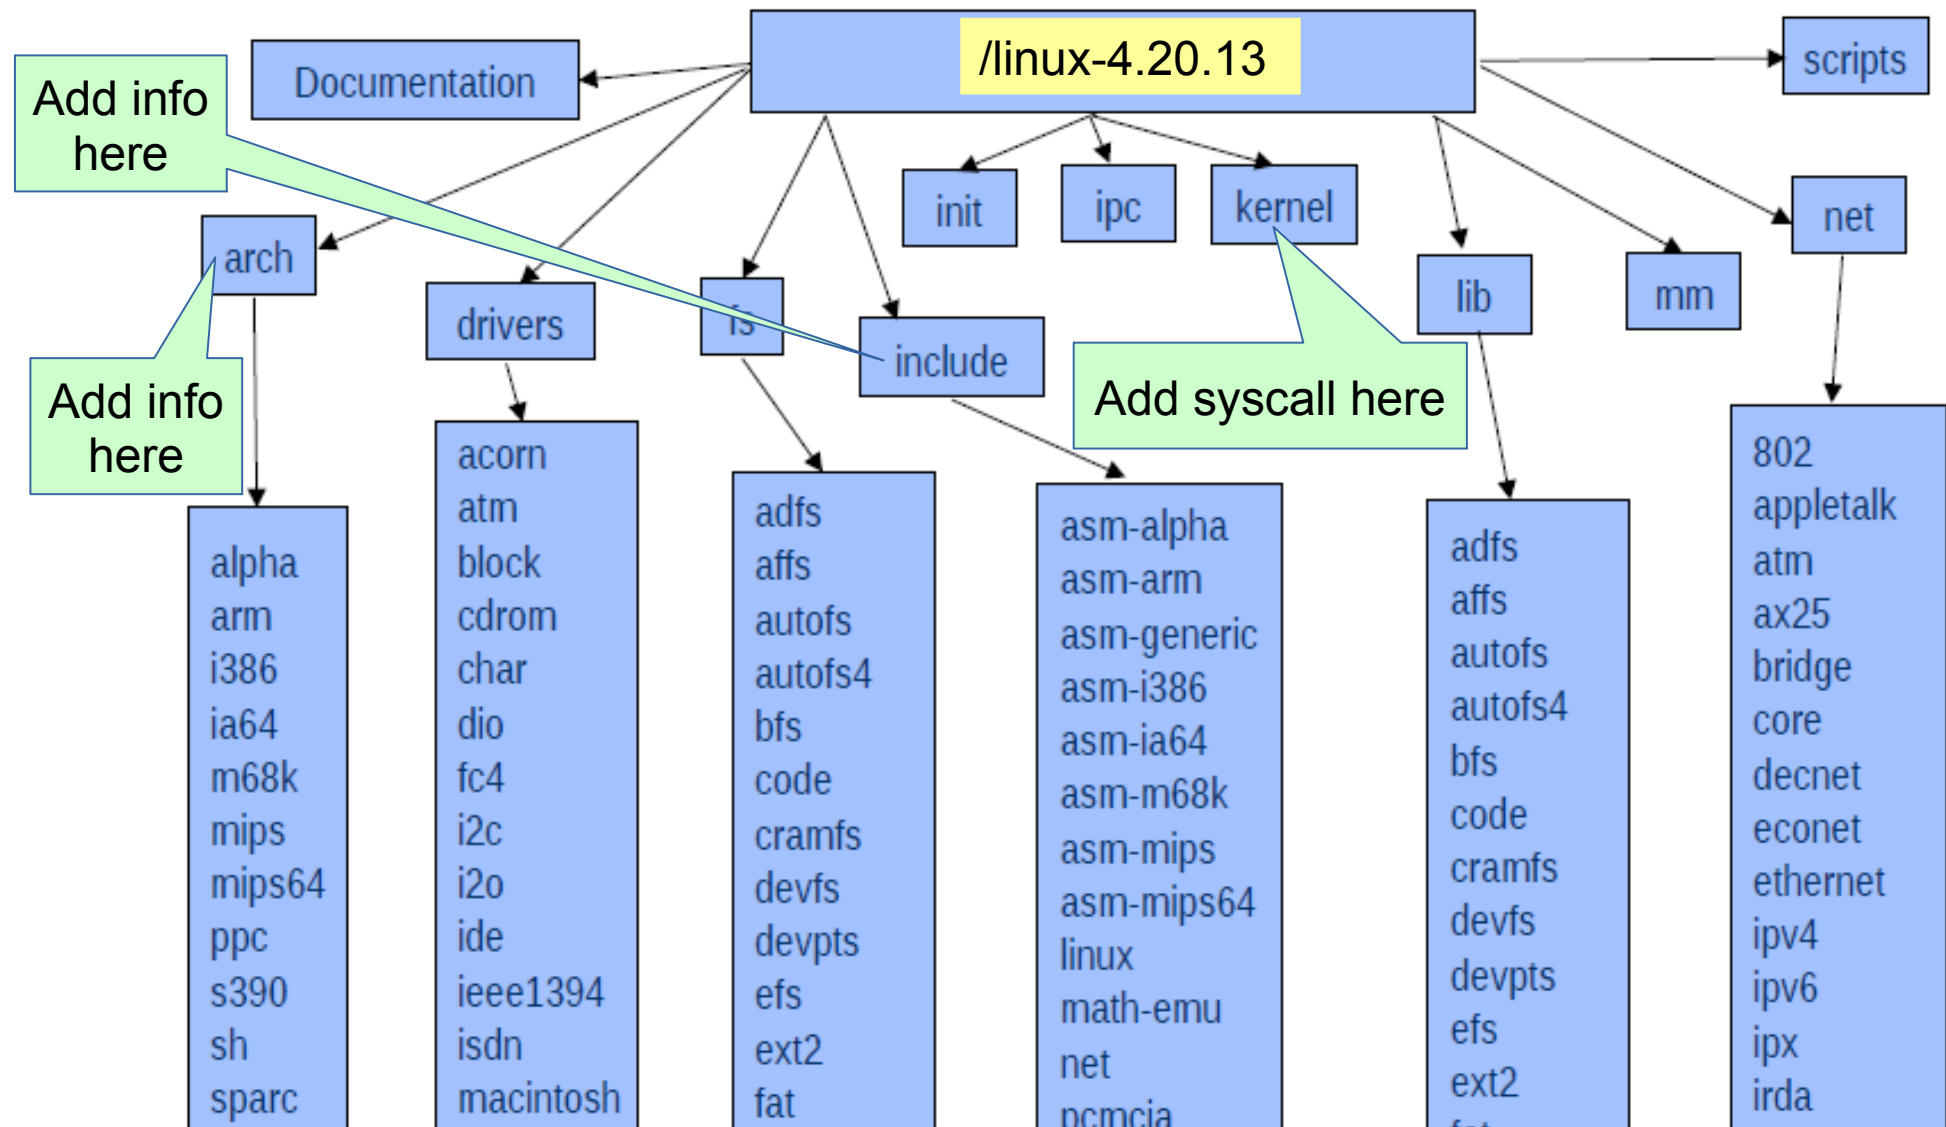 /linux-4.20.13
Documentation
scripts
Add info
here
init
ipc
kernel
net
arch
drivers
fs
include
lib
mm
Add info
here
Add syscall here
alpha
arm
i386
ia64
m68k
mips
mips64
ppc
s390
sh
sparc
acorn
atm
block
cdrom
char
dio
fc4
i2c
i2o
ide
ieee1394
isdn
macintosh
adfs
affs
autofs
autofs4
bfs
code
cramfs
devfs
devpts
efs
ext2
fat
asm-alpha
asm-arm
asm-generic
asm-i386
asm-ia64
asm-m68k
asm-mips
asm-mips64
linux
math-emu
net
pcmcia
adfs
affs
autofs
autofs4
bfs
code
cramfs
devfs
devpts
efs
ext2
802
appletalk
atm
ax25
bridge
core
decnet
econet
ethernet
ipv4
ipv6
ipx
irda